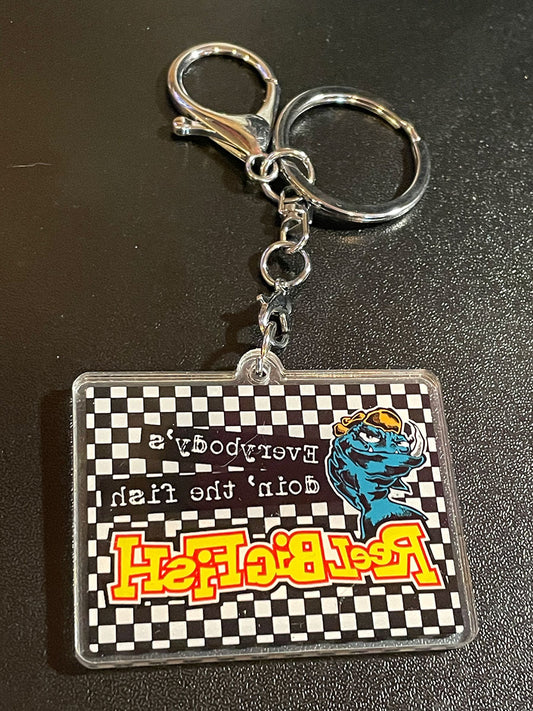 Everybody's
doin' the fish
Reel Big Fish